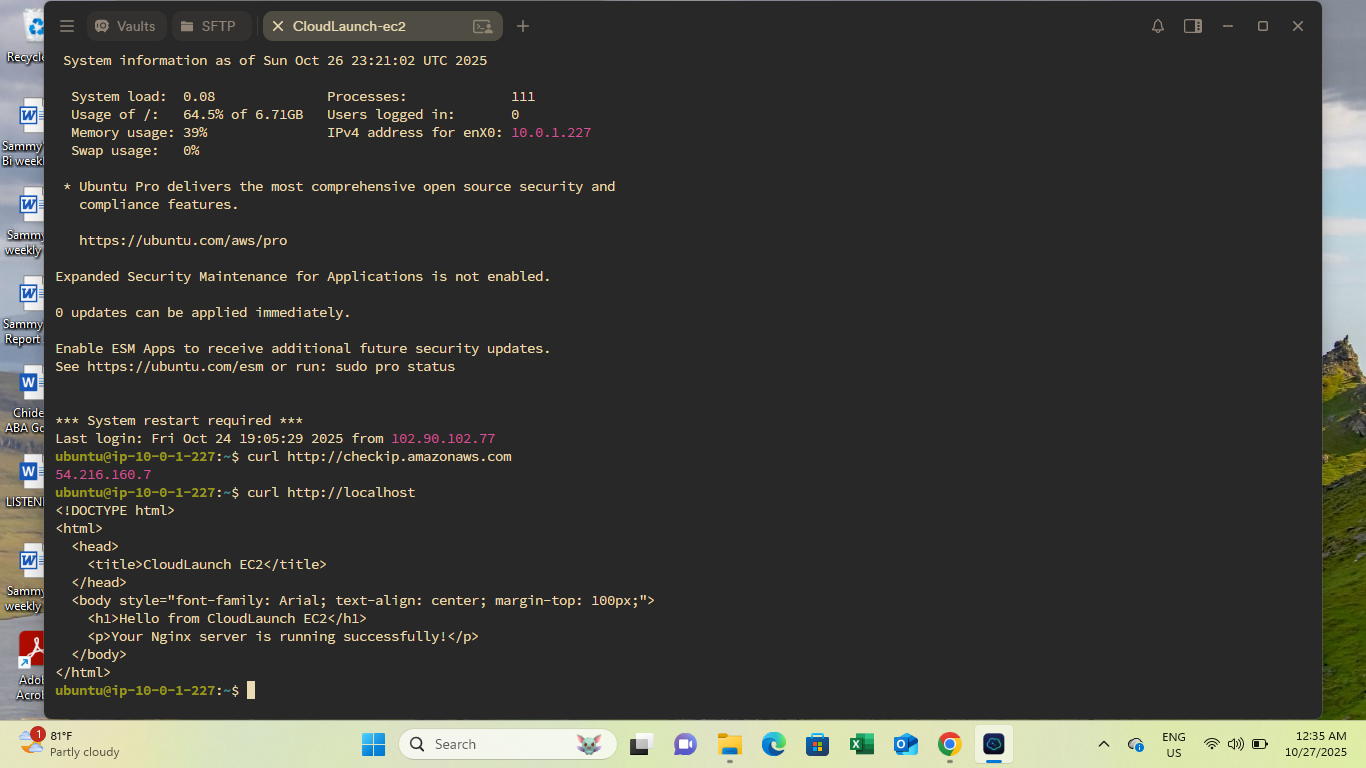 Vaults
SFTP
CloudLaunch-ec2
System information as of Sun Oct 26 23:21:02 UTC 2025
System load:  0.08               Processes:             111
Usage of /:   64.5% of 6.71GB   Users logged in:       0
Memory usage: 39%               IPv4 address for enX0: 10.0.1.227
Swap usage:   0%
* Ubuntu Pro delivers the most comprehensive open source security and
compliance features.
https://ubuntu.com/aws/pro
Expanded Security Maintenance for Applications is not enabled.
0 updates can be applied immediately.
Enable ESM Apps to receive additional future security updates.
See https://ubuntu.com/esm or run: sudo pro status
*** System restart required ***
Last login: Fri Oct 24 19:05:29 2025 from 102.90.102.77
ubuntu@ip-10-0-1-227:~$ curl http://checkip.amazonaws.com
54.216.160.7
ubuntu@ip-10-0-1-227:~$ curl http://localhost
<!DOCTYPE html>
<html>
<head>
<title>CloudLaunch EC2</title>
</head>
<body style="font-family: Arial; text-align: center; margin-top: 100px;">
<h1>Hello from CloudLaunch EC2</h1>
<p>Your Nginx server is running successfully!</p>
</body>
</html>
ubuntu@ip-10-0-1-227:~$
Recycle
Sammy
Bi weekl
Sammy
weekly
Sammy
Report
Chide
ABA Go
LISTEN
Sammy
weekly
Adob
Acrob
1
81°F
Partly cloudy
Search
ENG
US
12:35 AM
10/27/2025